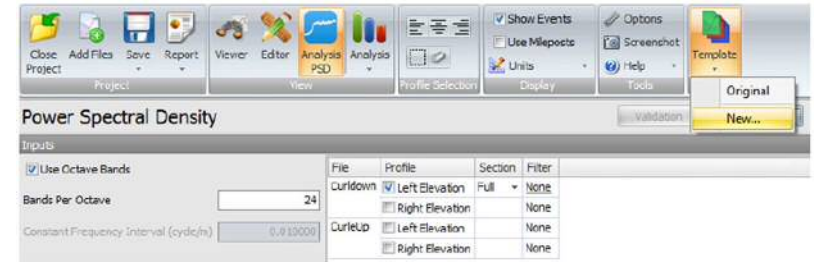 Show Events
Options
Use Mileposts
Screenshot
Close Project
Add Files
Save
Report
Viewer
Editor
Analysis PSD
Analysis
Units
Help
Template
Project
View
Profile Selection
Display
Tools
Original
Power Spectral Density
Validation
New...
Inputs
Use Octave Bands
File Profile Section Filter
Curldown Left Elevation Full None
Bands Per Octave 24
Right Elevation None
CurleUp Left Elevation None
Constant Frequency Interval (cycle/n) 0.010000
Right Elevation None